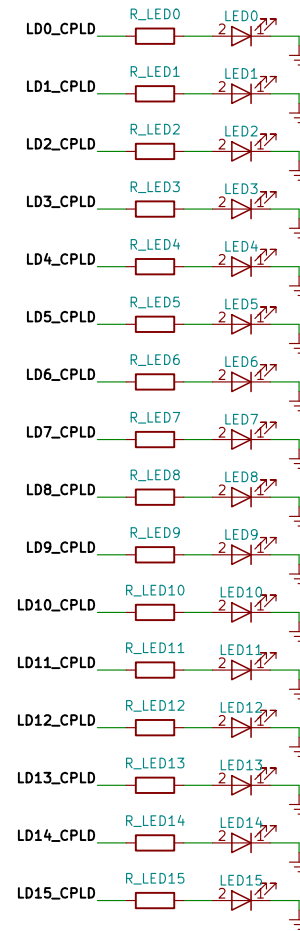 R_LED0 LED0
LD0_CPLD 2 1
R_LED1 LED1
LD1_CPLD 2 1
R_LED2 LED2
LD2_CPLD 2 1
R_LED3 LED3
LD3_CPLD 2 1
R_LED4 LED4
LD4_CPLD 2 1
R_LED5 LED5
LD5_CPLD 2 1
R_LED6 LED6
LD6_CPLD 2 1
R_LED7 LED7
LD7_CPLD 2 1
R_LED8 LED8
LD8_CPLD 2 1
R_LED9 LED9
LD9_CPLD 2 1
R_LED10 LED10
LD10_CPLD 2 1
R_LED11 LED11
LD11_CPLD 2 1
R_LED12 LED12
LD12_CPLD 2 1
R_LED13 LED13
LD13_CPLD 2 1
R_LED14 LED14
LD14_CPLD 2 1
R_LED15 LED15
LD15_CPLD 2 1